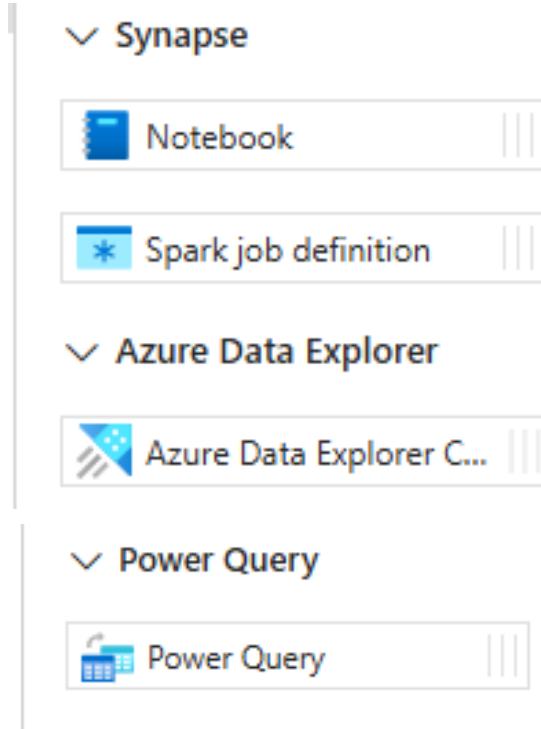 Synapse
Notebook
Spark job definition
Azure Data Explorer
Azure Data Explorer C...
Power Query
Power Query